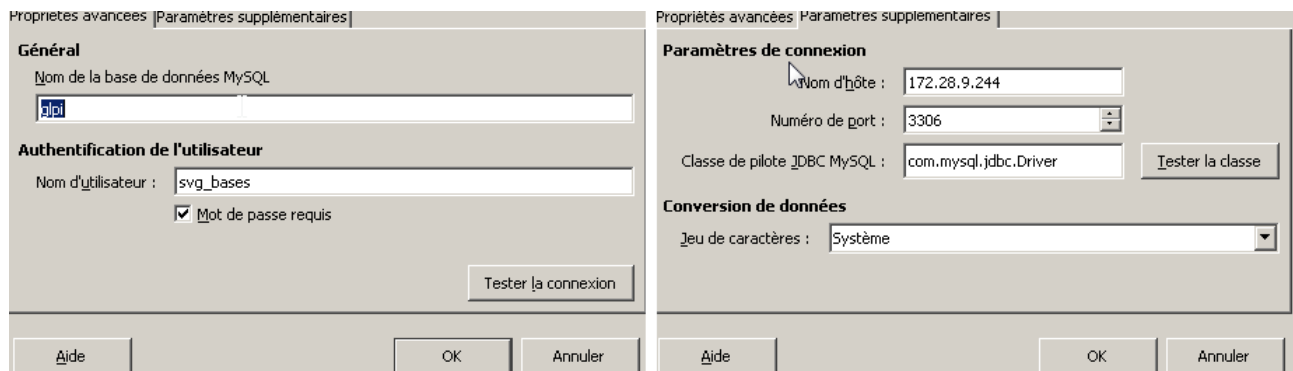 Propriétés avancées Paramètres supplémentaires
Général
Nom de la base de données MySQL
glpi
Authentification de l'utilisateur
Nom d'utilisateur : svg_bases
Mot de passe requis
Tester la connexion
Aide OK Annuler
Propriétés avancées Paramètres supplémentaires
Paramètres de connexion
Nom d'hôte : 172.28.9.244
Numéro de port : 3306
Classe de pilote JDBC MySQL : com.mysql.jdbc.Driver Tester la classe
Conversion de données
Jeu de caractères : Système
Aide OK Annuler